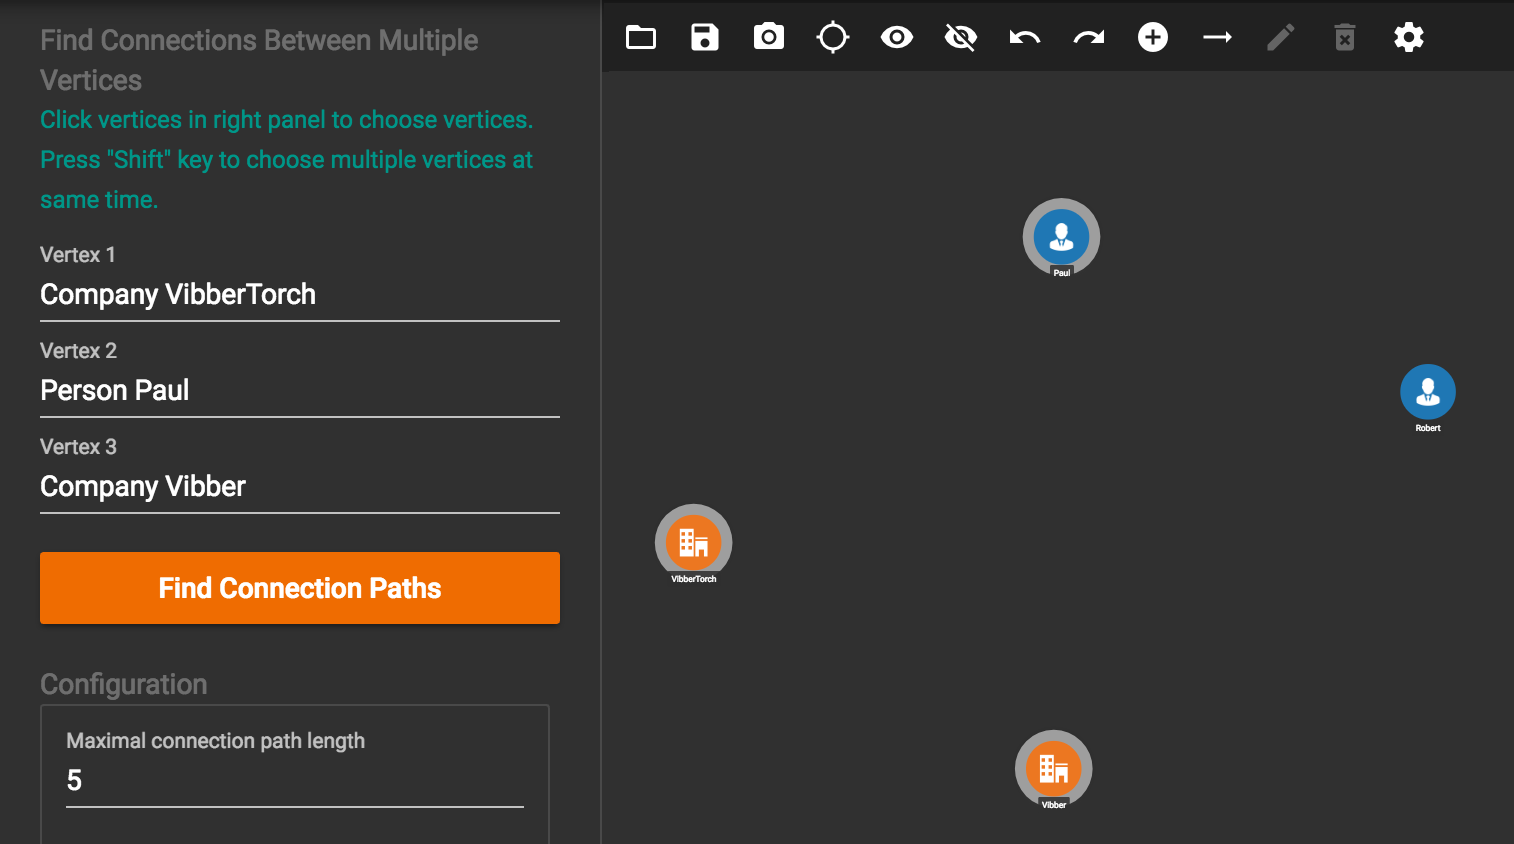 Find Connections Between Multiple
Vertices
Click vertices in right panel to choose vertices.
Press "Shift" key to choose multiple vertices at
same time.
Vertex 1
Company VibberTorch
Vertex 2
Person Paul
Vertex 3
Company Vibber
Find Connection Paths
Configuration
Maximal connection path length
5
Paul
Robert
VibberTorch
Vibber